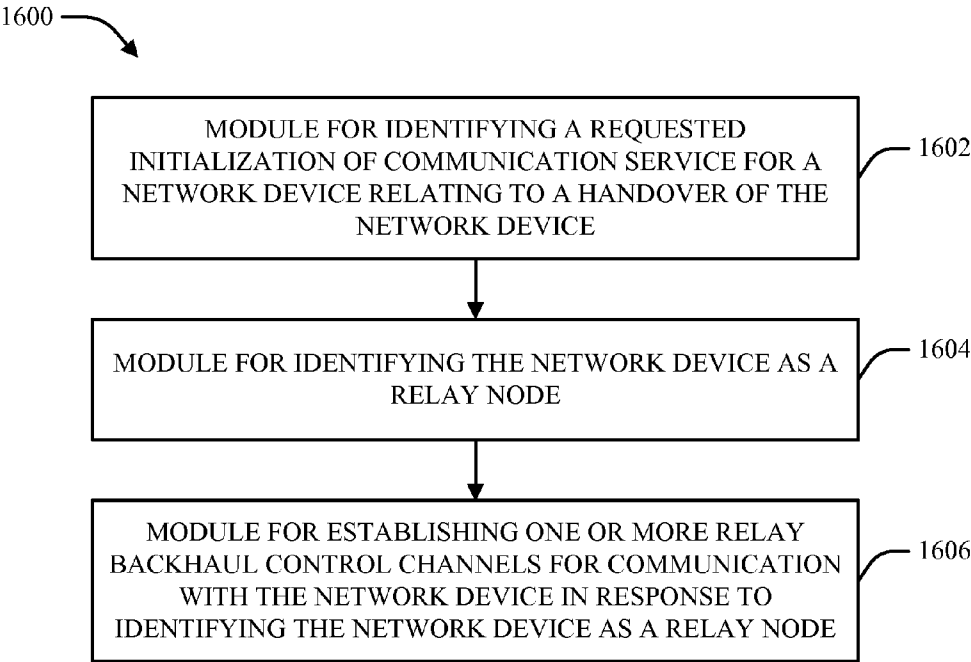 1600
MODULE FOR IDENTIFYING A REQUESTED
INITIALIZATION OF COMMUNICATION SERVICE FOR A
NETWORK DEVICE RELATING TO A HANDOVER OF THE
NETWORK DEVICE
1602
MODULE FOR IDENTIFYING THE NETWORK DEVICE AS A
RELAY NODE
1604
MODULE FOR ESTABLISHING ONE OR MORE RELAY
BACKHAUL CONTROL CHANNELS FOR COMMUNICATION
WITH THE NETWORK DEVICE IN RESPONSE TO
IDENTIFYING THE NETWORK DEVICE AS A RELAY NODE
1606